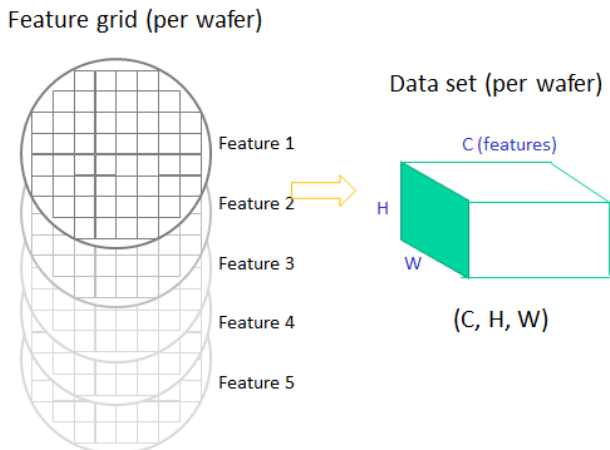 Feature grid (per wafer)
Data set (per wafer)
Feature 1
Feature 2
Feature 3
Feature 4
Feature 5
C (features)
H
W
(C, H, W)